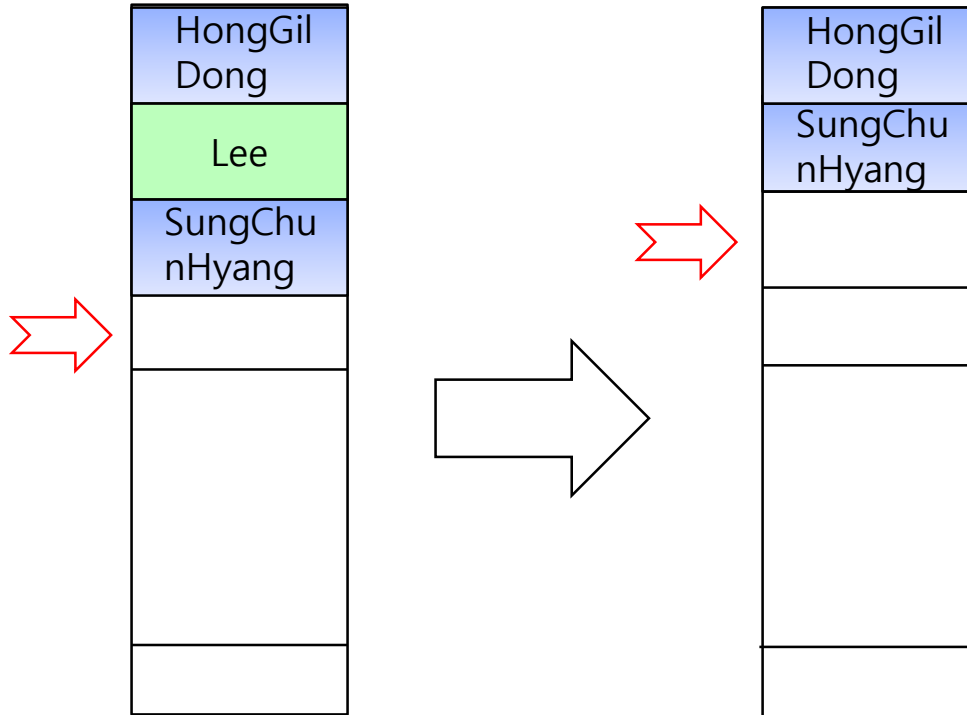 HongGil
Dong
Lee
SungChu
nHyang
HongGil
Dong
SungChu
nHyang